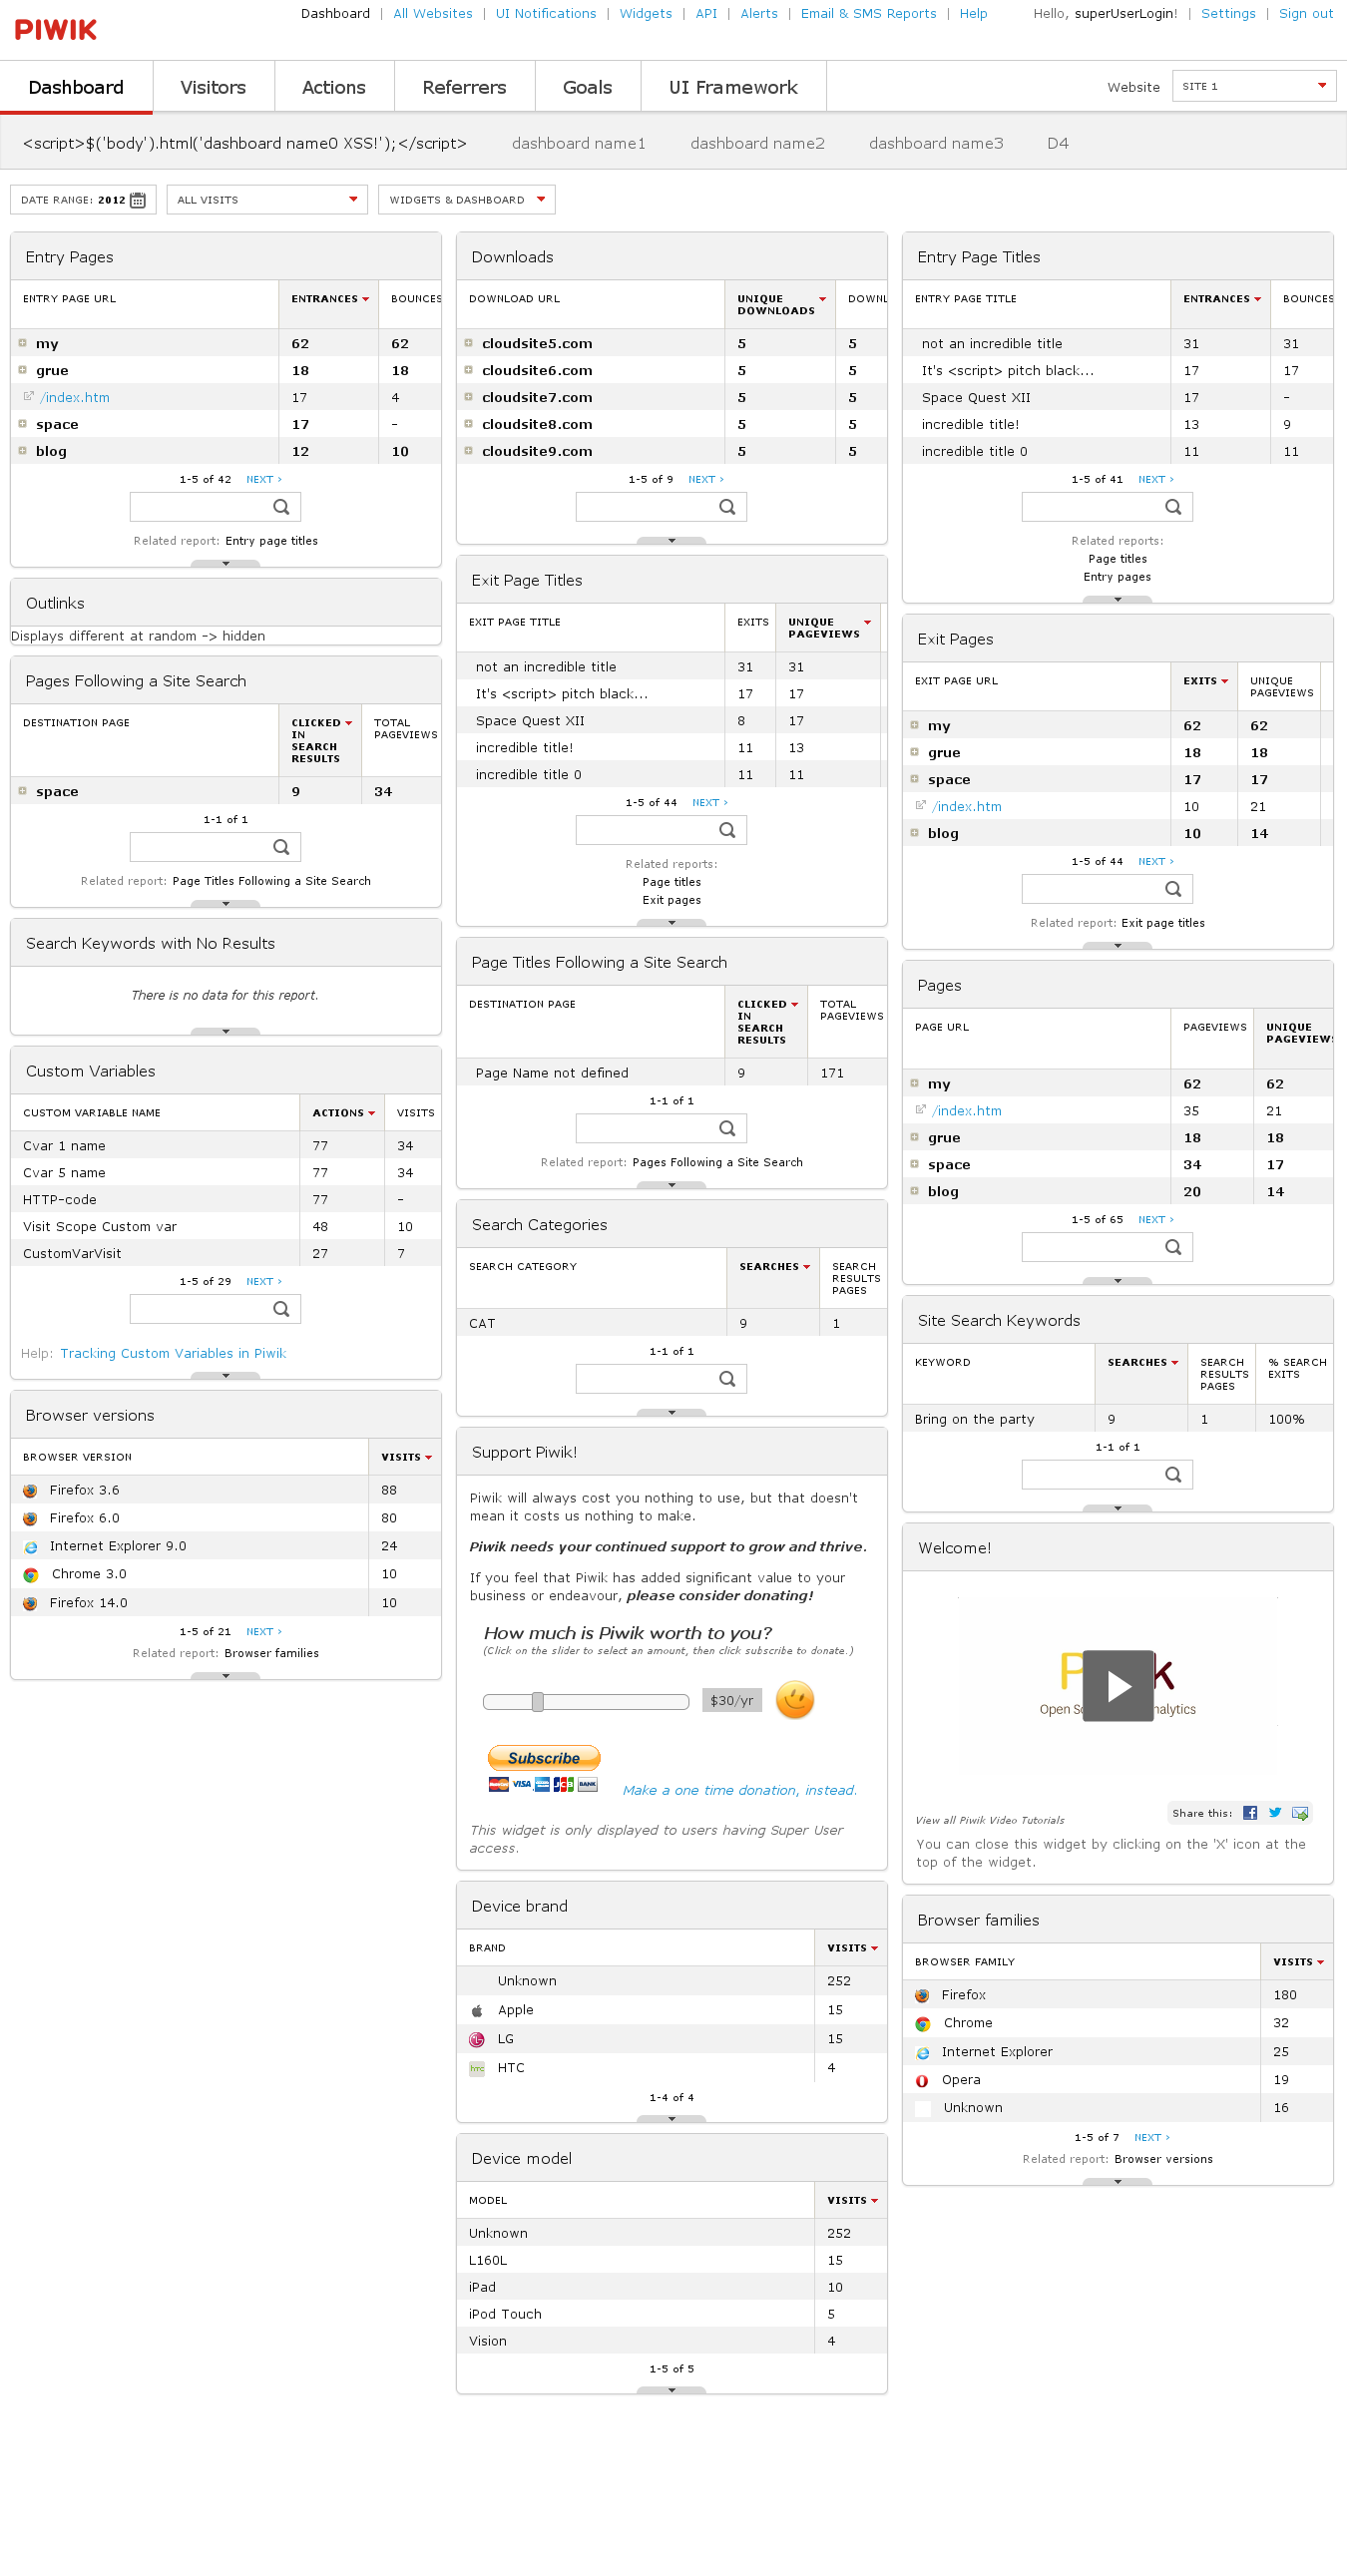 PIWIK
Dashboard | All Websites | UI Notifications | Widgets | API | Alerts | Email & SMS Reports | Help
Hello, superUserLogin! | Settings | Sign out
Dashboard Visitors Actions Referrers Goals UI Framework
Website SITE 1
<script>$('body').html('dashboard name0 XSS!');</script> dashboard name1 dashboard name2 dashboard name3 D4
DATE RANGE: 2012 ALL VISITS WIDGETS & DASHBOARD
Entry Pages
ENTRY PAGE URL ENTRANCES BOUNCES
my 62 62
grue 18 18
/index.htm 17 4
space 17 -
blog 12 10
1-5 of 42 NEXT ›
Related report: Entry page titles
Outlinks
Displays different at random -> hidden
Pages Following a Site Search
DESTINATION PAGE CLICKED TOTAL
IN PAGEVIEWS
SEARCH
RESULTS
space 9 34
1-1 of 1
Related report: Page Titles Following a Site Search
Search Keywords with No Results
There is no data for this report.
Custom Variables
CUSTOM VARIABLE NAME ACTIONS VISITS
Cvar 1 name 77 34
Cvar 5 name 77 34
HTTP-code 77 -
Visit Scope Custom var 48 10
CustomVarVisit 27 7
1-5 of 29 NEXT ›
Help: Tracking Custom Variables in Piwik
Browser versions
BROWSER VERSION VISITS
Firefox 3.6 88
Firefox 6.0 80
Internet Explorer 9.0 24
Chrome 3.0 10
Firefox 14.0 10
1-5 of 21 NEXT ›
Related report: Browser families
Downloads
DOWNLOAD URL UNIQUE DOWNL
DOWNLOADS
cloudsite5.com 5 5
cloudsite6.com 5 5
cloudsite7.com 5 5
cloudsite8.com 5 5
cloudsite9.com 5 5
1-5 of 9 NEXT ›
Exit Page Titles
EXIT PAGE TITLE EXITS UNIQUE
PAGEVIEWS
not an incredible title 31 31
It's <script> pitch black... 17 17
Space Quest XII 8 17
incredible title! 11 13
incredible title 0 11 11
1-5 of 44 NEXT ›
Related reports:
Page titles
Exit pages
Page Titles Following a Site Search
DESTINATION PAGE CLICKED TOTAL
IN PAGEVIEWS
SEARCH
RESULTS
Page Name not defined 9 171
1-1 of 1
Related report: Pages Following a Site Search
Search Categories
SEARCH CATEGORY SEARCHES SEARCH
RESULTS
PAGES
CAT 9 1
1-1 of 1
Support Piwik!
Piwik will always cost you nothing to use, but that doesn't
mean it costs us nothing to make.
Piwik needs your continued support to grow and thrive.
If you feel that Piwik has added significant value to your
business or endeavour, please consider donating!
How much is Piwik worth to you?
(Click on the slider to select an amount, then click subscribe to donate.)
$30/yr
Subscribe
VISA JCB BANK
Make a one time donation, instead.
This widget is only displayed to users having Super User
access.
Device brand
BRAND VISITS
Unknown 252
Apple 15
LG 15
htc HTC 4
1-4 of 4
Device model
MODEL VISITS
Unknown 252
L160L 15
iPad 10
iPod Touch 5
Vision 4
1-5 of 5
Entry Page Titles
ENTRY PAGE TITLE ENTRANCES BOUNCES
not an incredible title 31 31
It's <script> pitch black... 17 17
Space Quest XII 17 -
incredible title! 13 9
incredible title 0 11 11
1-5 of 41 NEXT ›
Related reports:
Page titles
Entry pages
Exit Pages
EXIT PAGE URL EXITS UNIQUE
PAGEVIEWS
my 62 62
grue 18 18
space 17 17
/index.htm 10 21
blog 10 14
1-5 of 44 NEXT ›
Related report: Exit page titles
Pages
PAGE URL PAGEVIEWS UNIQUE
PAGEVIEWS
my 62 62
/index.htm 35 21
grue 18 18
space 34 17
blog 20 14
1-5 of 65 NEXT ›
Site Search Keywords
KEYWORD SEARCHES SEARCH % SEARCH
RESULTS EXITS
PAGES
Bring on the party 9 1 100%
1-1 of 1
Welcome!
P k
Open So nalytics
View all Piwik Video Tutorials Share this:
You can close this widget by clicking on the 'X' icon at the
top of the widget.
Browser families
BROWSER FAMILY VISITS
Firefox 180
Chrome 32
Internet Explorer 25
Opera 19
Unknown 16
1-5 of 7 NEXT ›
Related report: Browser versions